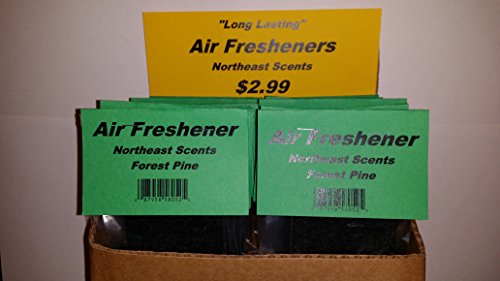 "Long Lasting"
Air Fresheners
Northeast Scents
$2.99
Air Freshener
Northeast Scents
Forest Pine
Air Freshener
Northeast Scents
Forest Pine